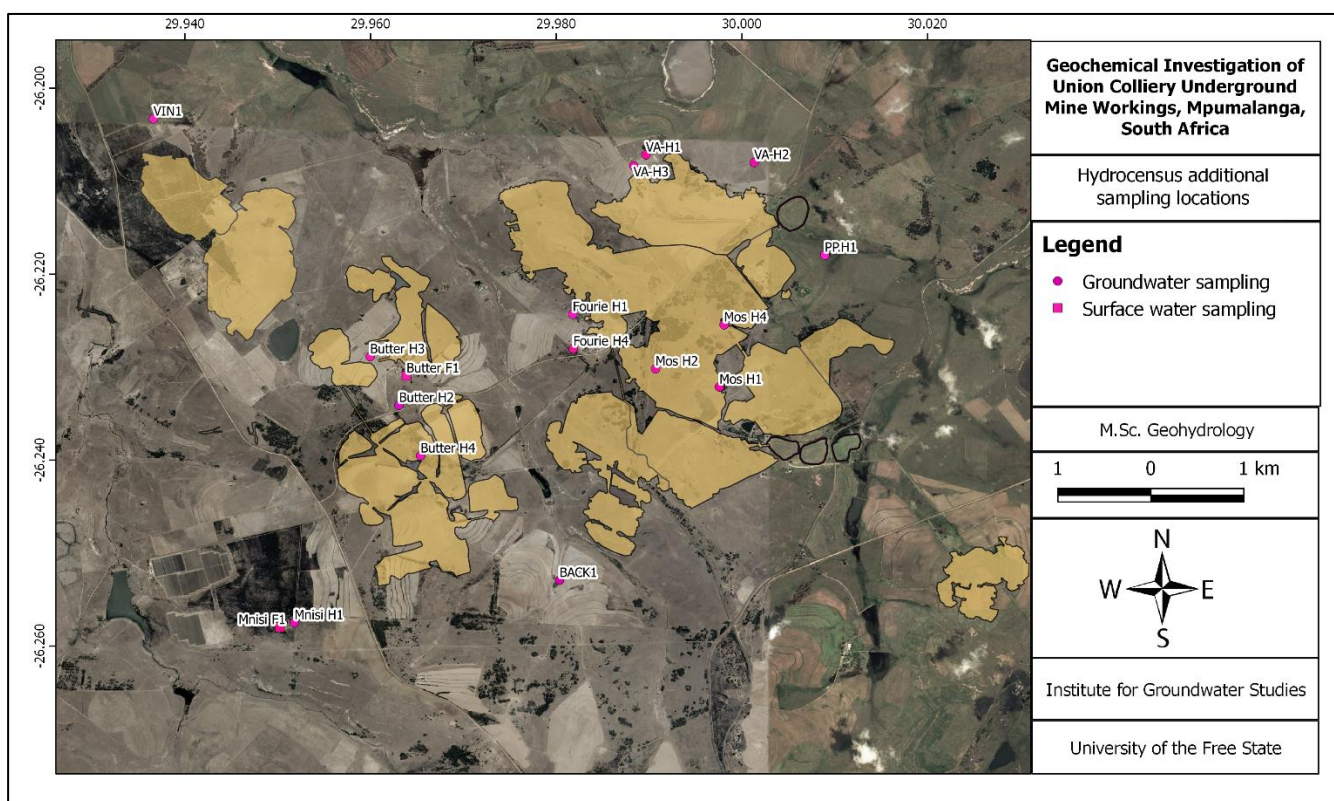 29.940
29.960
29.980
30.000
30.020
-26.200
-26.220
-26.240
-26.260
VIN1
VA-H1
VA-H3
VA-H2
PP.H1
Fourie H1
Mos H4
Fourie H4
Butter H3
Mos H2
Butter F1
Mos H1
Butter H2
Butter H4
BACK1
Mnisi F1
Mnisi H1
Geochemical Investigation of
Union Colliery Underground
Mine Workings, Mpumalanga,
South Africa
Hydrocensus additional
sampling locations
Legend
Groundwater sampling
Surface water sampling
M.Sc. Geohydrology
1 0 1 km
N
W E
S
Institute for Groundwater Studies
University of the Free State